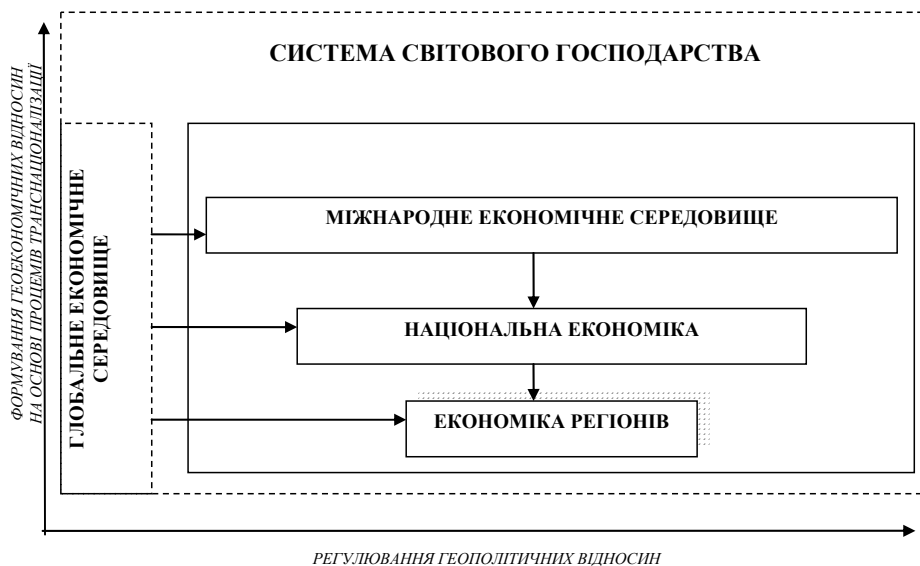 СИСТЕМА СВІТОВОГО ГОСПОДАРСТВА
ФОРМУВАННЯ ГЕОЕКОНОМІЧНИХ ВІДНОСИН
НА ОСНОВІ ПРОЦЕМІВ ТРАНСНАЦІОНАЛІЗАЦІЇ
ГЛОБАЛЬНЕ ЕКОНОМІЧНЕ
СЕРЕДОВИЩЕ
МІЖНАРОДНЕ ЕКОНОМІЧНЕ СЕРЕДОВИЩЕ
НАЦІОНАЛЬНА ЕКОНОМІКА
ЕКОНОМІКА РЕГІОНІВ
РЕГУЛЮВАННЯ ГЕОПОЛІТИЧНИХ ВІДНОСИН